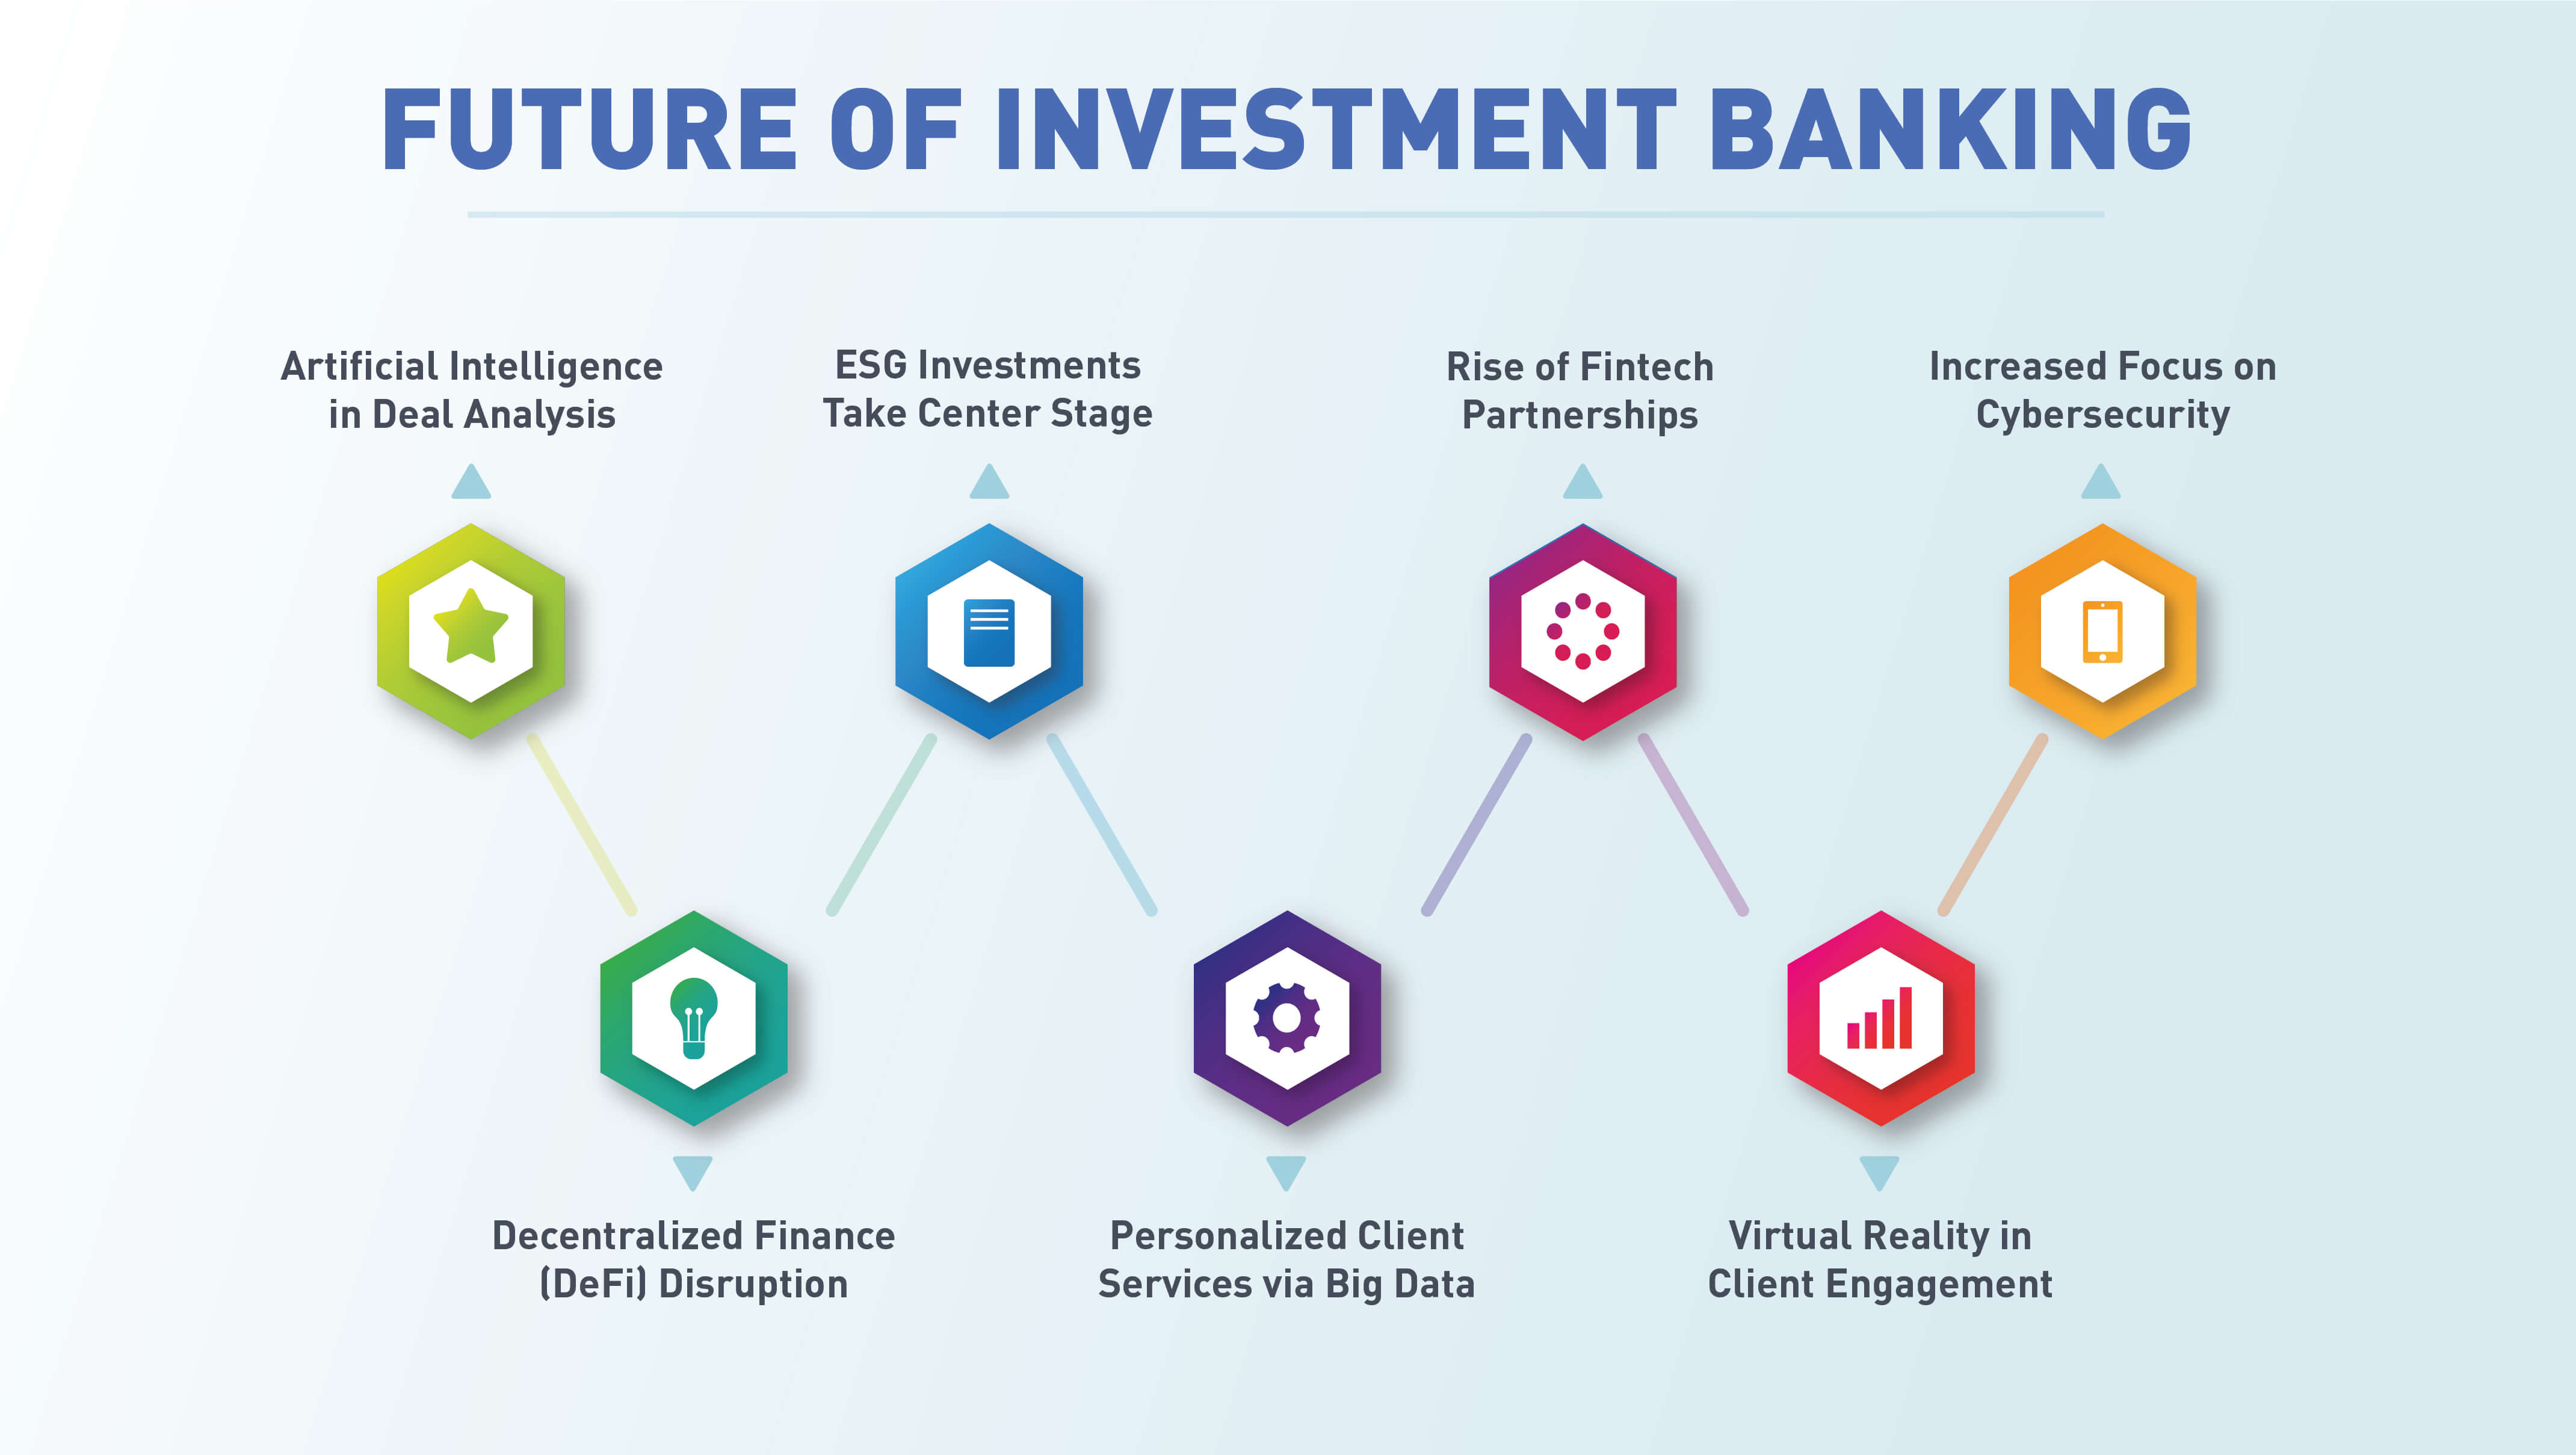 FUTURE OF INVESTMENT BANKING
Artificial Intelligence
in Deal Analysis
ESG Investments
Take Center Stage
Rise of Fintech
Partnerships
Increased Focus on
Cybersecurity
Decentralized Finance
(DeFi) Disruption
Personalized Client
Services via Big Data
Virtual Reality in
Client Engagement